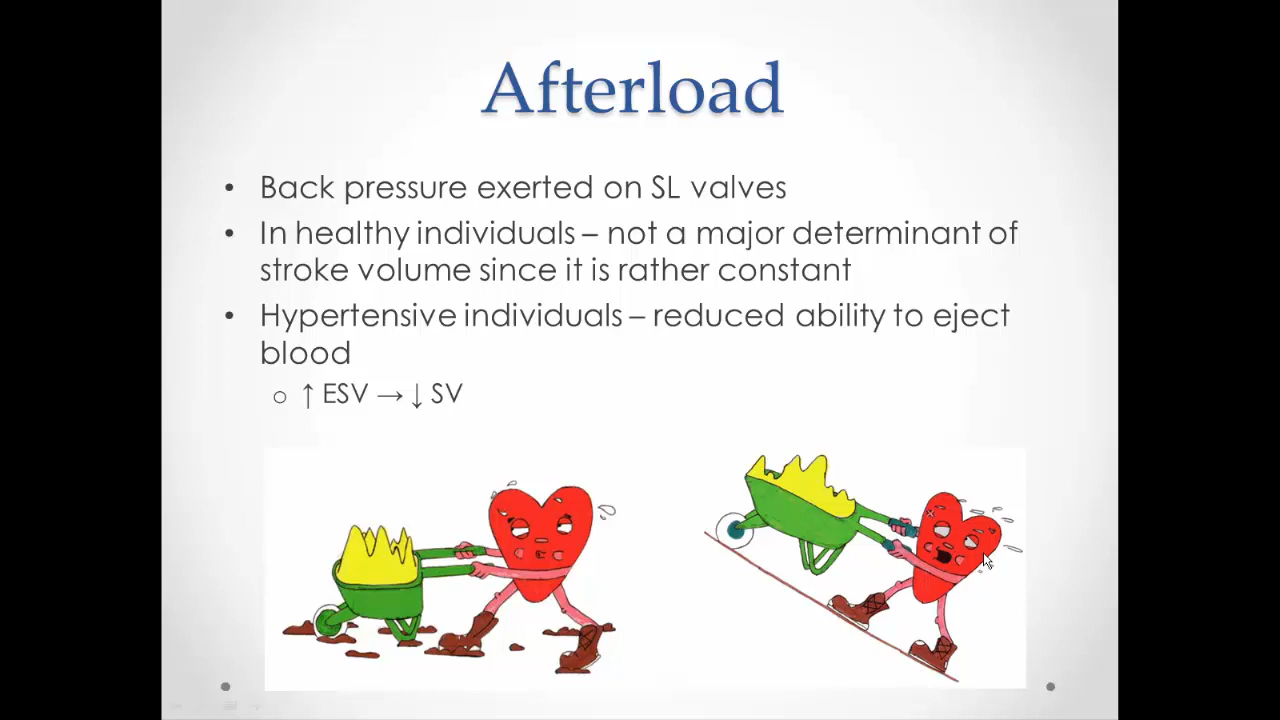 Afterload
• Back pressure exerted on SL valves
• In healthy individuals – not a major determinant of
stroke volume since it is rather constant
• Hypertensive individuals – reduced ability to eject
blood
○ ↑ ESV → ↓ SV